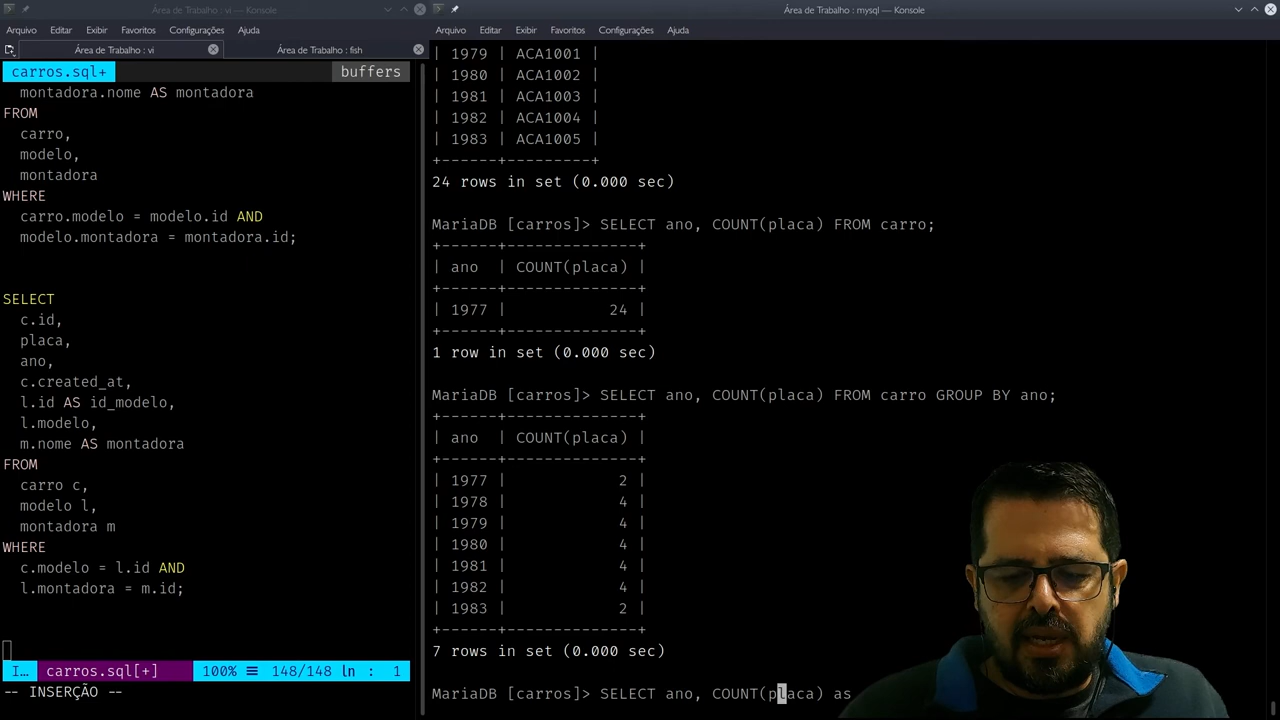 Área de Trabalho : vi — Konsole
Arquivo Editar Exibir Favoritos Configurações Ajuda
Área de Trabalho : vi
Área de Trabalho : fish
carros.sql+
buffers
montadora.nome AS montadora
FROM
carro,
modelo,
montadora
WHERE
carro.modelo = modelo.id AND
modelo.montadora = montadora.id;
SELECT
c.id,
placa,
ano,
c.created_at,
l.id AS id_modelo,
l.modelo,
m.nome AS montadora
FROM
carro c,
modelo l,
montadora m
WHERE
c.modelo = l.id AND
l.montadora = m.id;
I… carros.sql[+] 100% ≡ 148/148 ln : 1
-- INSERÇÃO --
Área de Trabalho : mysql — Konsole
Arquivo Editar Exibir Favoritos Configurações Ajuda
| 1979 | ACA1001 |
| 1980 | ACA1002 |
| 1981 | ACA1003 |
| 1982 | ACA1004 |
| 1983 | ACA1005 |
+------+---------+
24 rows in set (0.000 sec)
MariaDB [carros]> SELECT ano, COUNT(placa) FROM carro;
+------+--------------+
| ano | COUNT(placa) |
+------+--------------+
| 1977 | 24 |
+------+--------------+
1 row in set (0.000 sec)
MariaDB [carros]> SELECT ano, COUNT(placa) FROM carro GROUP BY ano;
+------+--------------+
| ano | COUNT(placa) |
+------+--------------+
| 1977 | 2 |
| 1978 | 4 |
| 1979 | 4 |
| 1980 | 4 |
| 1981 | 4 |
| 1982 | 4 |
| 1983 | 2 |
+------+--------------+
7 rows in set (0.000 sec)
MariaDB [carros]> SELECT ano, COUNT(placa) as